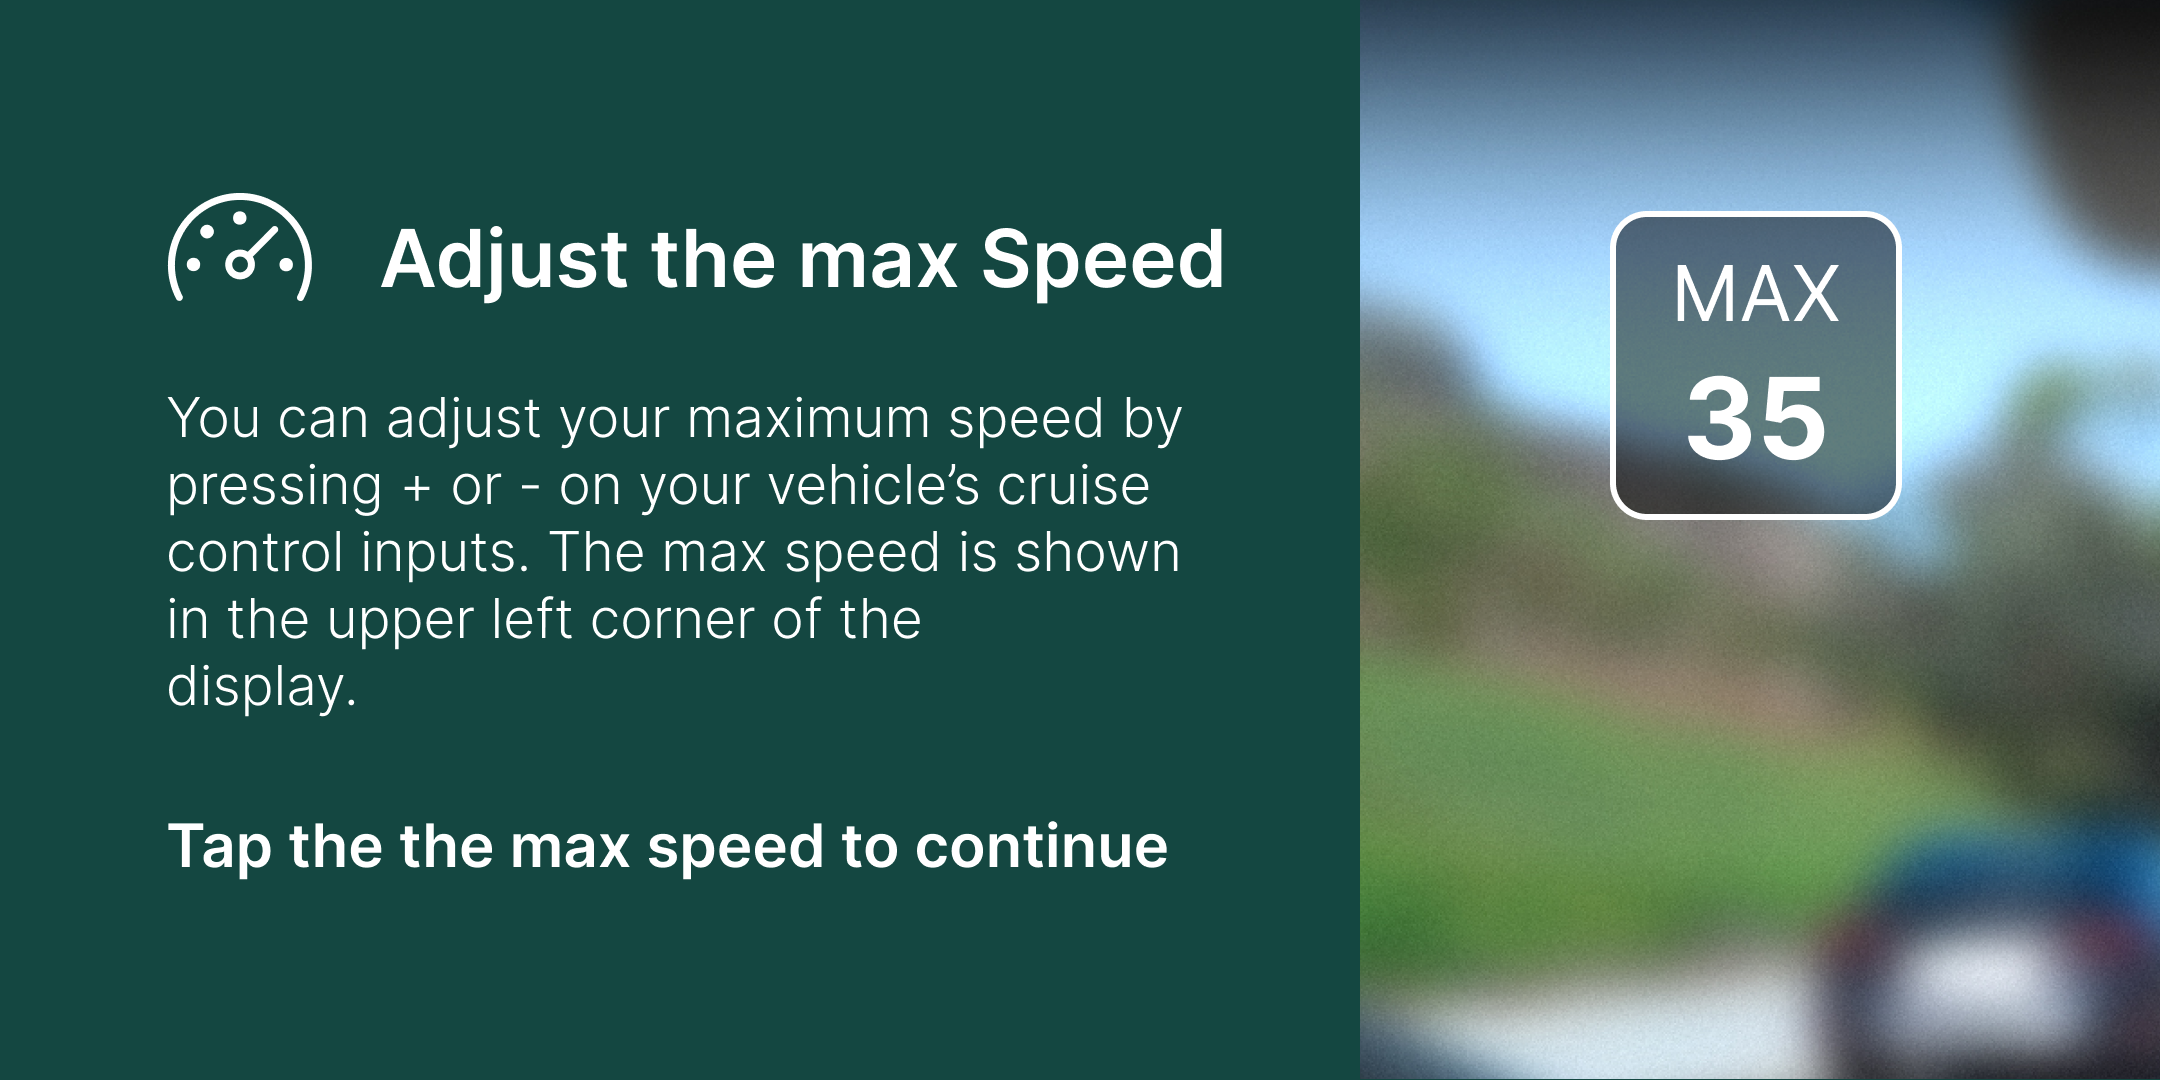 Adjust the max Speed
You can adjust your maximum speed by
pressing + or - on your vehicle’s cruise
control inputs. The max speed is shown
in the upper left corner of the
display.
Tap the the max speed to continue
MAX
35